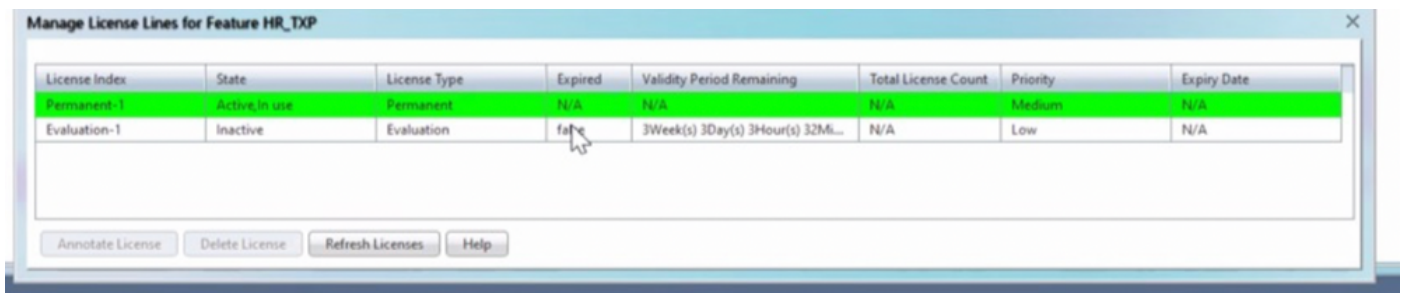 Manage License Lines for Feature HR_TXP
License Index State License Type Expired Validity Period Remaining Total License Count Priority Expiry Date
Permanent-1 Active,In use Permanent N/A N/A N/A Medium N/A
Evaluation-1 Inactive Evaluation false 3Week(s) 3Day(s) 3Hour(s) 32Mi... N/A Low N/A
Annotate License Delete License Refresh Licenses Help